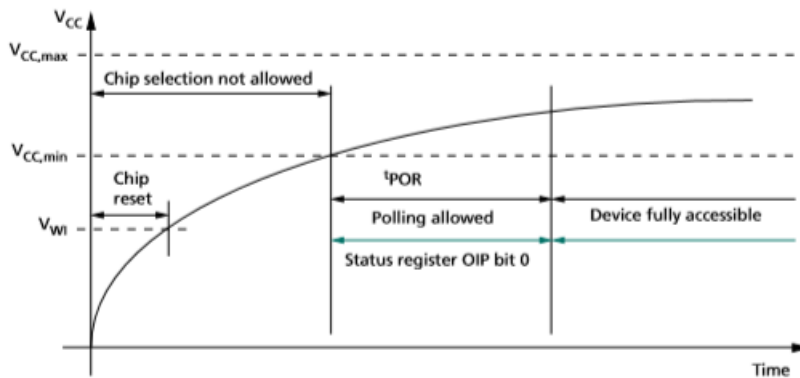 VCC
VCC,max
Chip selection not allowed
VCC,min
Chip
reset
tPOR
Polling allowed
Device fully accessible
VWI
Status register OIP bit 0
Time